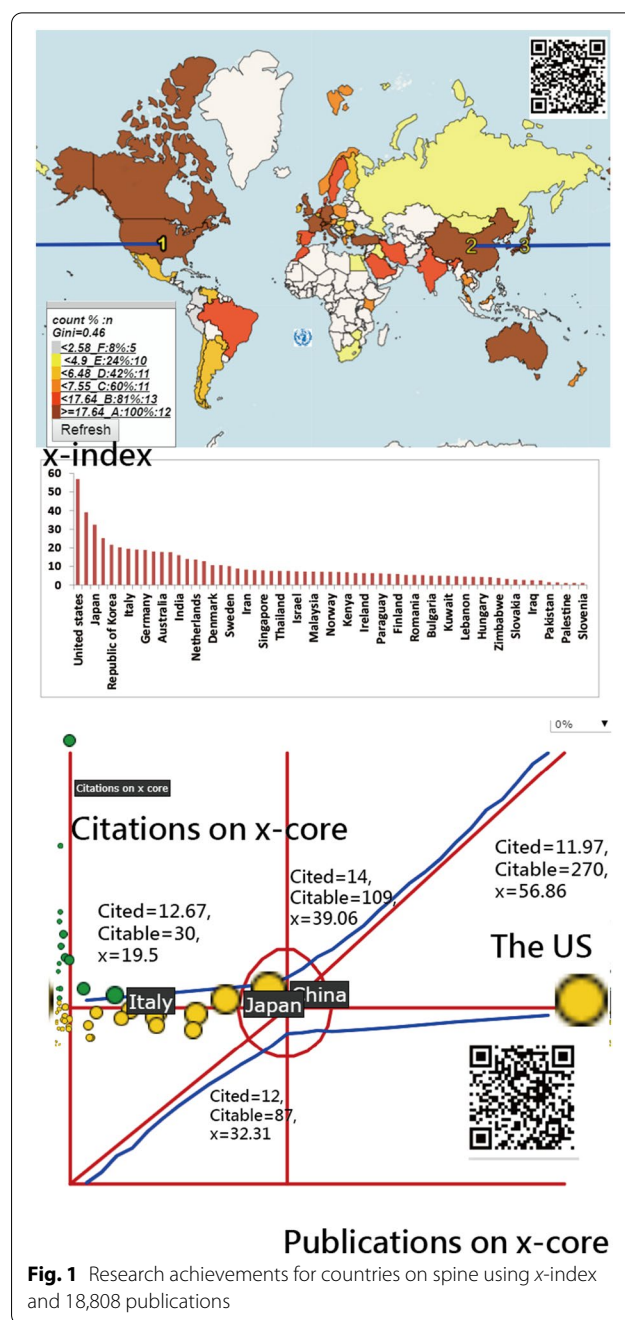 1
2
3
count % :n
Gini=0.46
<2.58_F:8%:5
<4.9_E:24%:10
<6.48_D:42%:11
<7.55_C:60%:11
<17.64_B:81%:13
>=17.64_A:100%:12
Refresh
x-index
60
50
40
30
20
10
0
United states
Japan
Republic of Korea
Italy
Germany
Australia
India
Netherlands
Denmark
Sweden
Iran
Singapore
Thailand
Israel
Malaysia
Norway
Kenya
Ireland
Paraguay
Finland
Romania
Bulgaria
Kuwait
Lebanon
Hungary
Zimbabwe
Slovakia
Iraq
Pakistan
Palestine
Slovenia
0% ▼
Citations on x core
Citations on x-core
Cited=11.97,
Citable=270,
x=56.86
Cited=14,
Citable=109,
x=39.06
Cited=12.67,
Citable=30,
x=19.5
The US
Italy
Japan
China
Cited=12,
Citable=87,
x=32.31
Publications on x-core
Fig. 1 Research achievements for countries on spine using x-index
and 18,808 publications